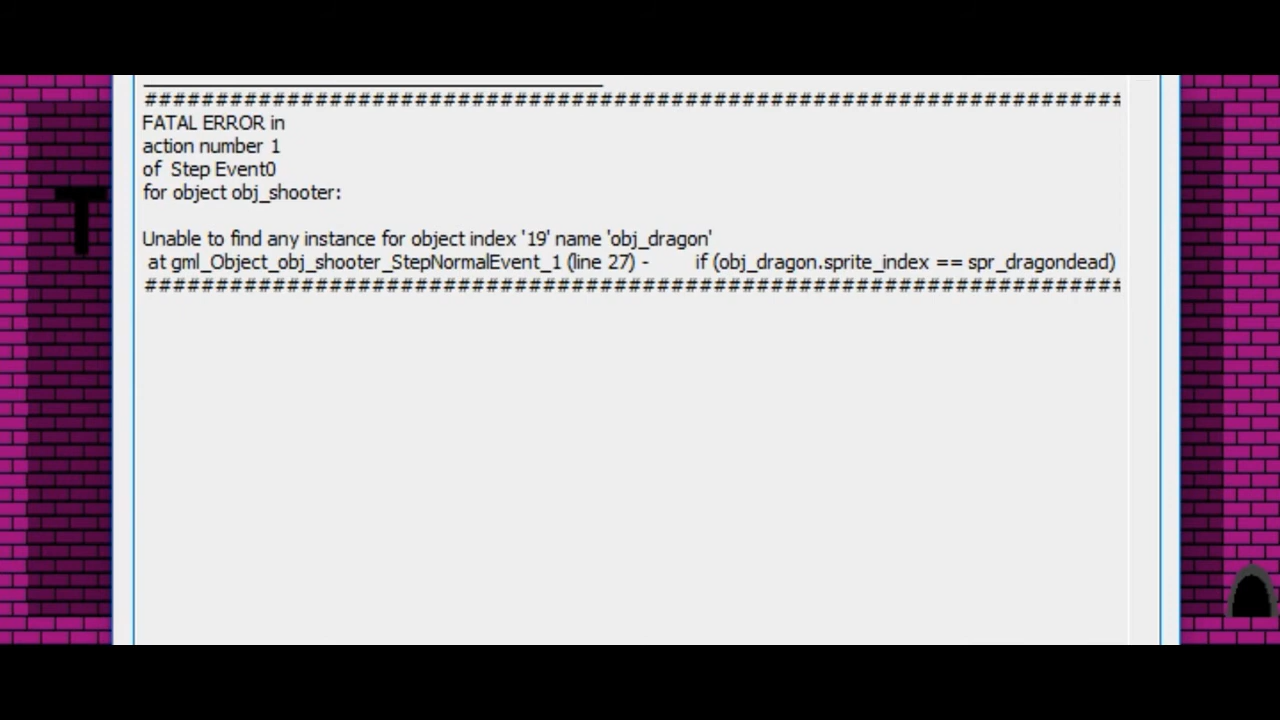 ############################################################################
FATAL ERROR in
action number 1
of  Step Event0
for object obj_shooter:
T
Unable to find any instance for object index '19' name 'obj_dragon'
 at gml_Object_obj_shooter_StepNormalEvent_1 (line 27) -        if (obj_dragon.sprite_index == spr_dragondead)
############################################################################